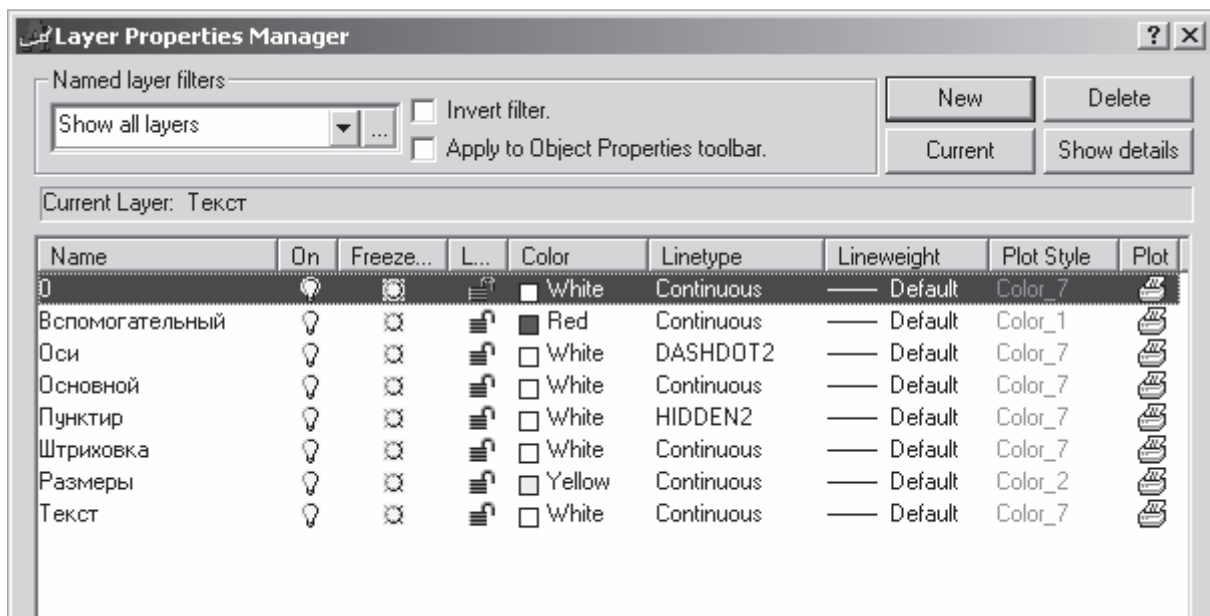 Layer Properties Manager
Named layer filters
Show all layers
...
Invert filter.
Apply to Object Properties toolbar.
New
Delete
Current
Show details
Current Layer: Текст
Name On Freeze... L... Color Linetype Lineweight Plot Style Plot
0 White Continuous Default Color_7
Вспомогательный Red Continuous Default Color_1
Оси White DASHDOT2 Default Color_7
Основной White Continuous Default Color_7
Пунктир White HIDDEN2 Default Color_7
Штриховка White Continuous Default Color_7
Размеры Yellow Continuous Default Color_2
Текст White Continuous Default Color_7